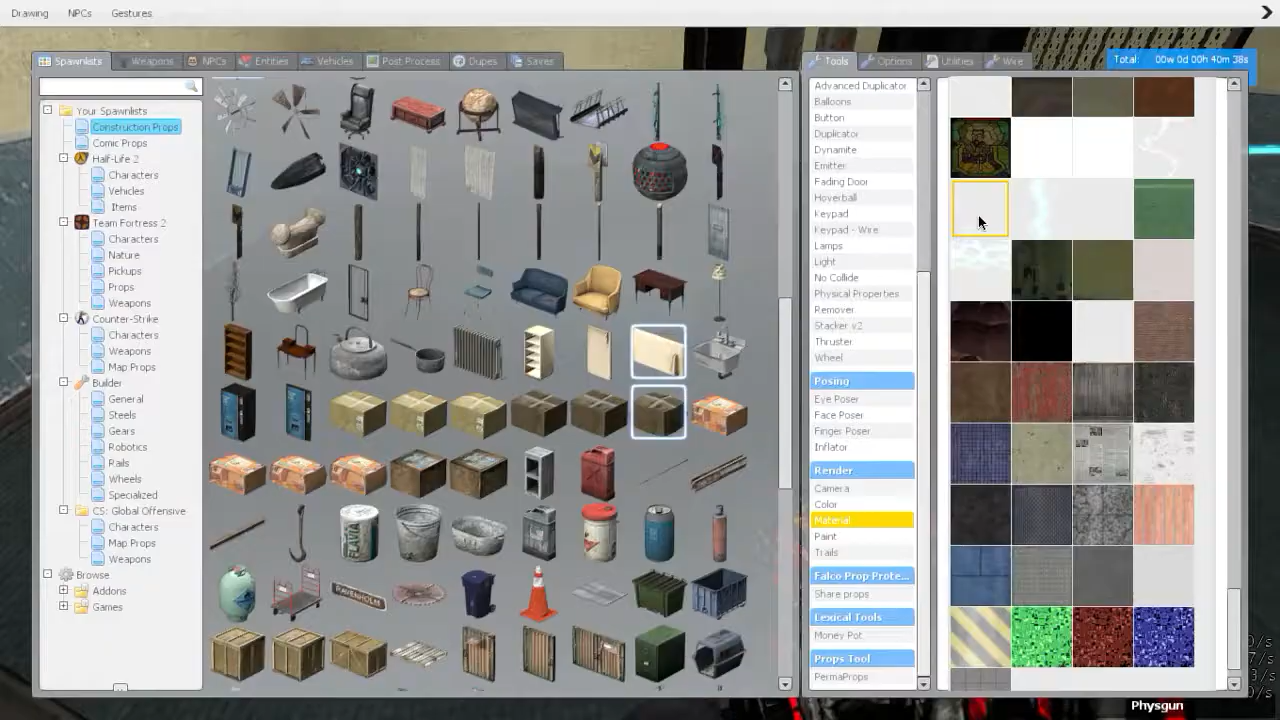 Drawing NPCs Gestures
Spawnlists Weapons NPCs Entities Vehicles Post Process Dupes Saves
Tools Options Utilities Wire
Total: 00w 0d 00h 40m 38s
Your Spawnlists
Construction Props
Comic Props
Half-Life 2
Characters
Vehicles
Items
Team Fortress 2
Characters
Nature
Pickups
Props
Weapons
Counter-Strike
Characters
Weapons
Map Props
Builder
General
Steels
Gears
Robotics
Rails
Wheels
Specialized
CS: Global Offensive
Characters
Map Props
Weapons
Browse
Addons
Games
RAVENHOLM
Advanced Duplicator
Balloons
Button
Duplicator
Dynamite
Emitter
Fading Door
Hoverball
Keypad
Keypad - Wire
Lamps
Light
No Collide
Physical Properties
Remover
Stacker v2
Thruster
Wheel
Posing
Eye Poser
Face Poser
Finger Poser
Inflator
Render
Camera
Color
Material
Paint
Trails
Falco Prop Prote...
Share props
Lexical Tools
Money Pot
Props Tool
PermaProps
Physgun